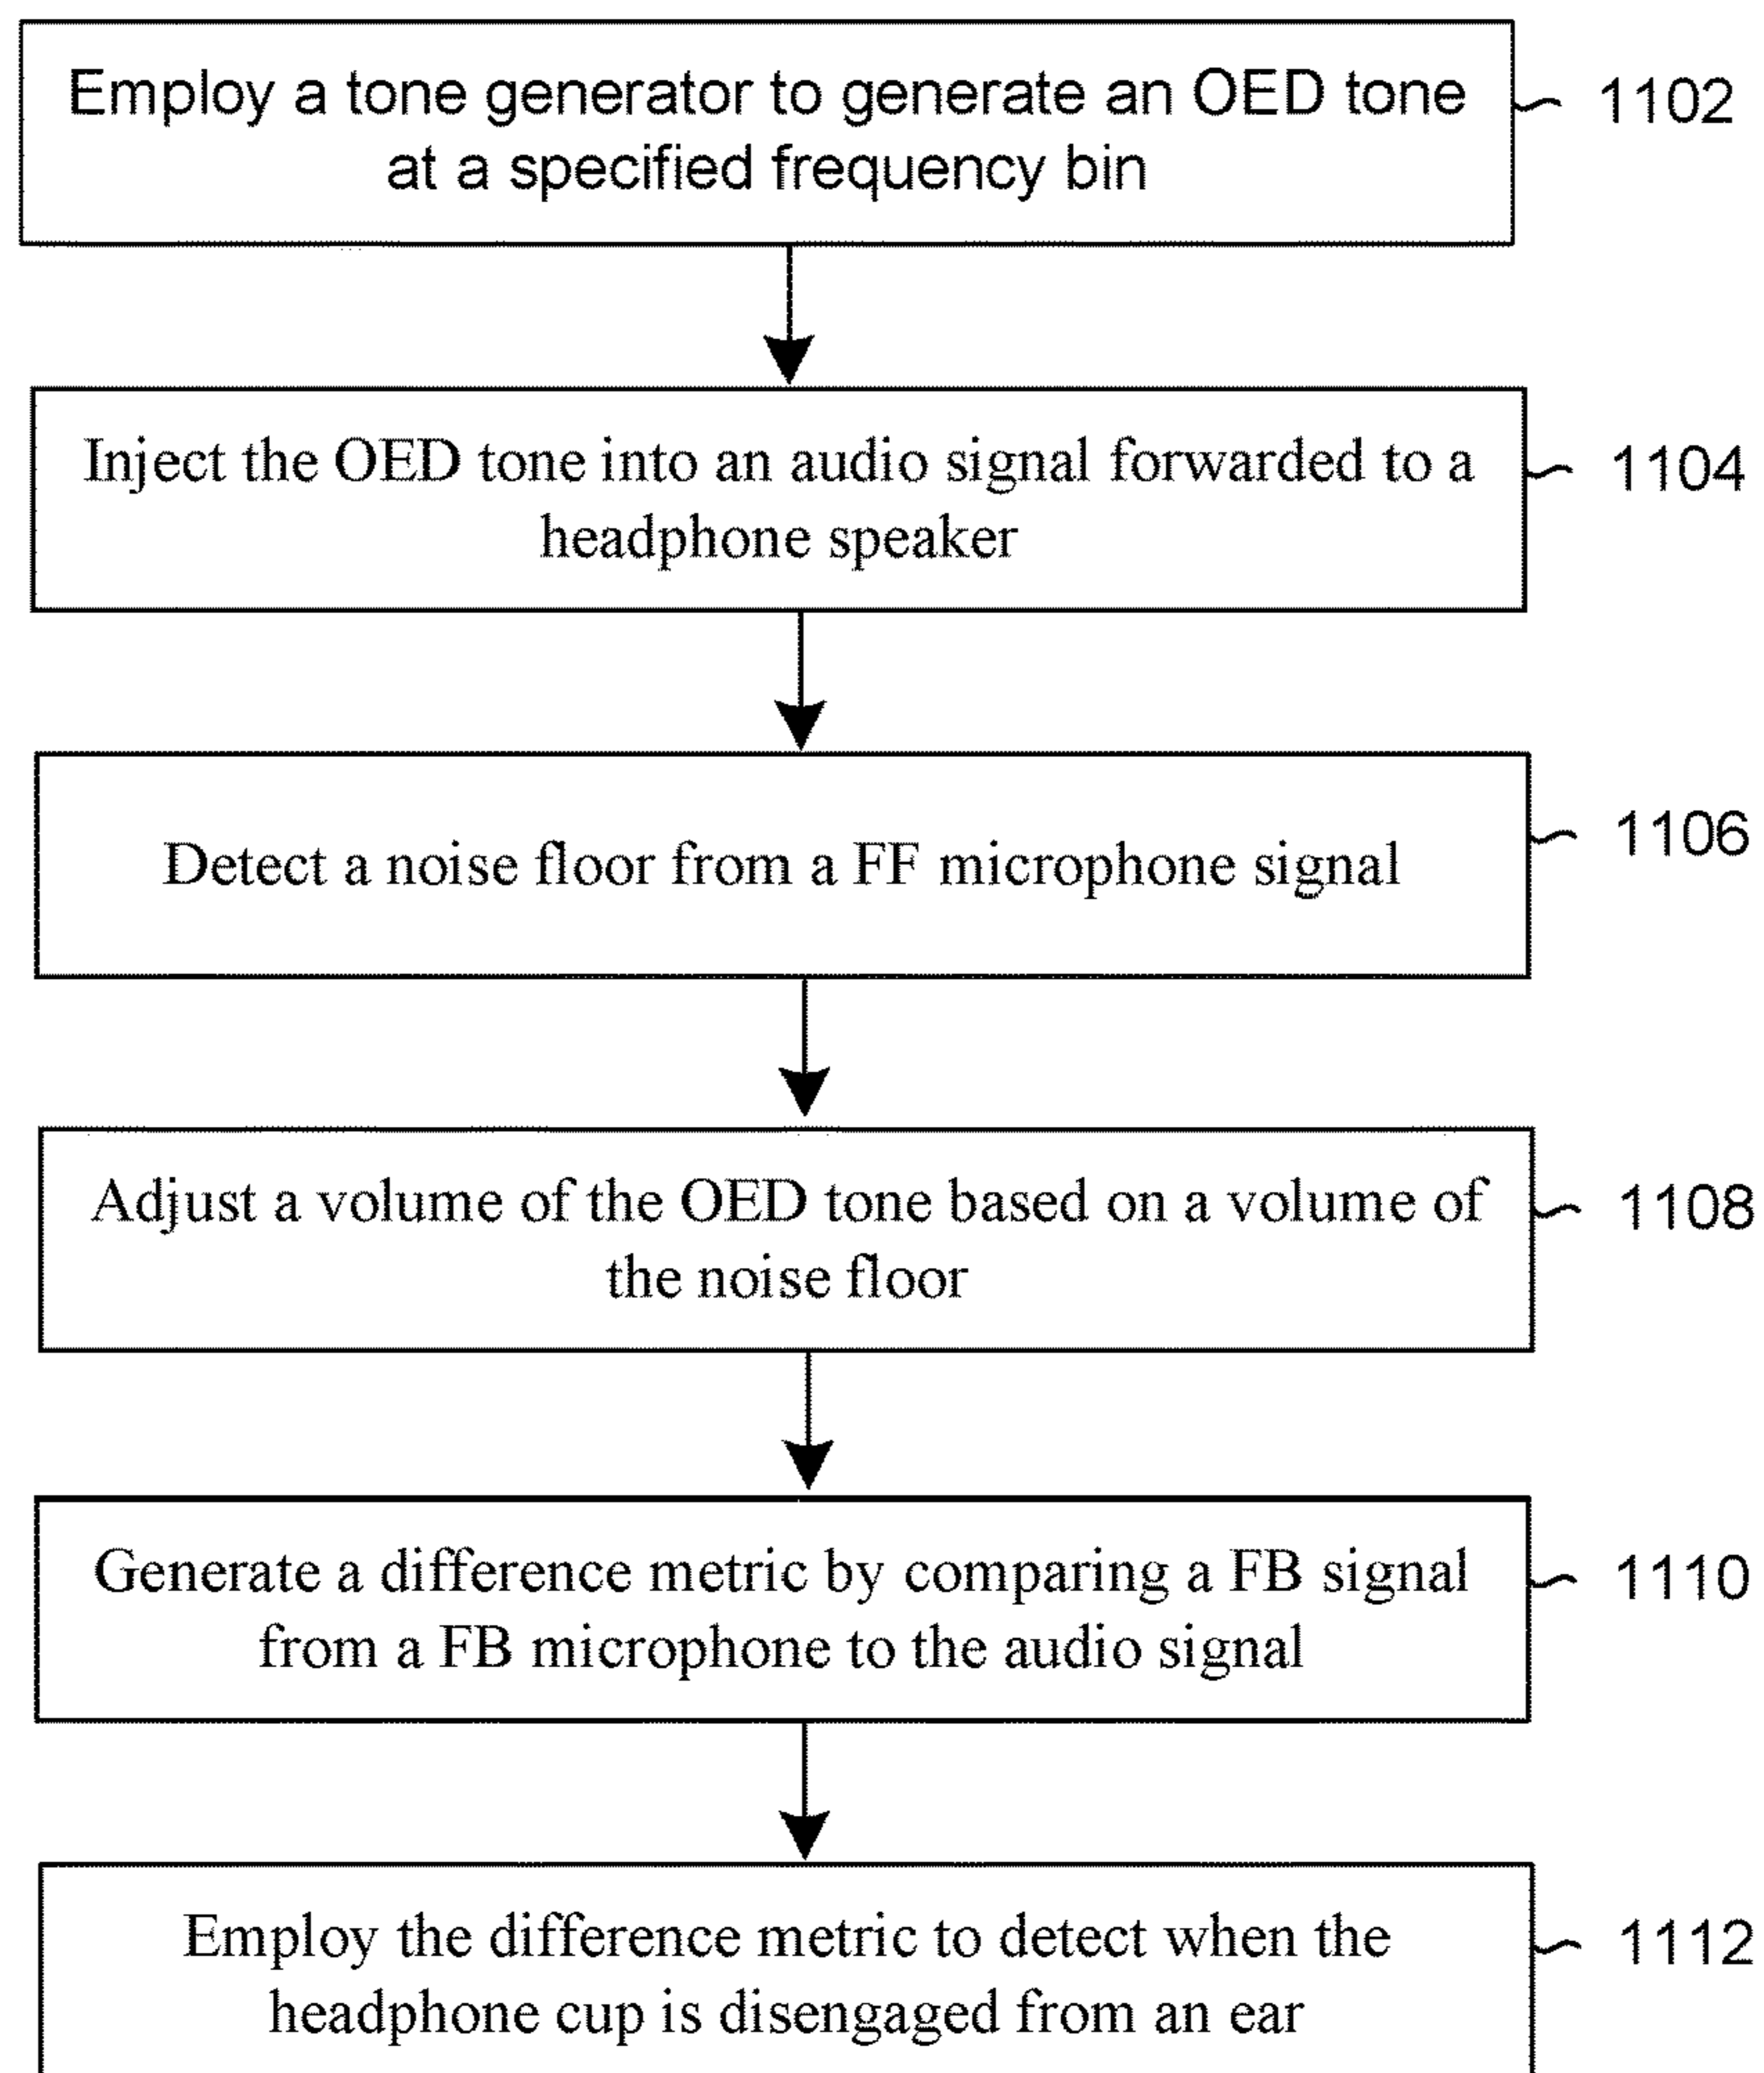 Employ a tone generator to generate an OED tone
at a specified frequency bin
1102
Inject the OED tone into an audio signal forwarded to a
headphone speaker
1104
Detect a noise floor from a FF microphone signal
1106
Adjust a volume of the OED tone based on a volume of
the noise floor
1108
Generate a difference metric by comparing a FB signal
from a FB microphone to the audio signal
1110
Employ the difference metric to detect when the
headphone cup is disengaged from an ear
1112